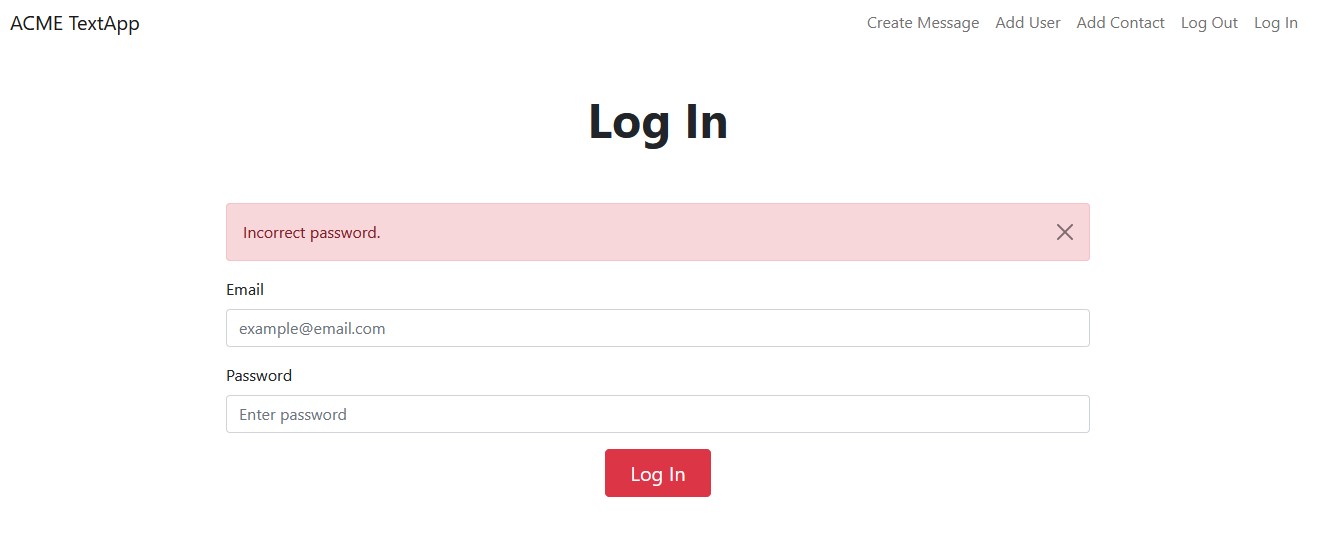 ACME TextApp
Create Message Add User Add Contact Log Out Log In
Log In
Incorrect password.
Email
example@email.com
Password
Enter password
Log In